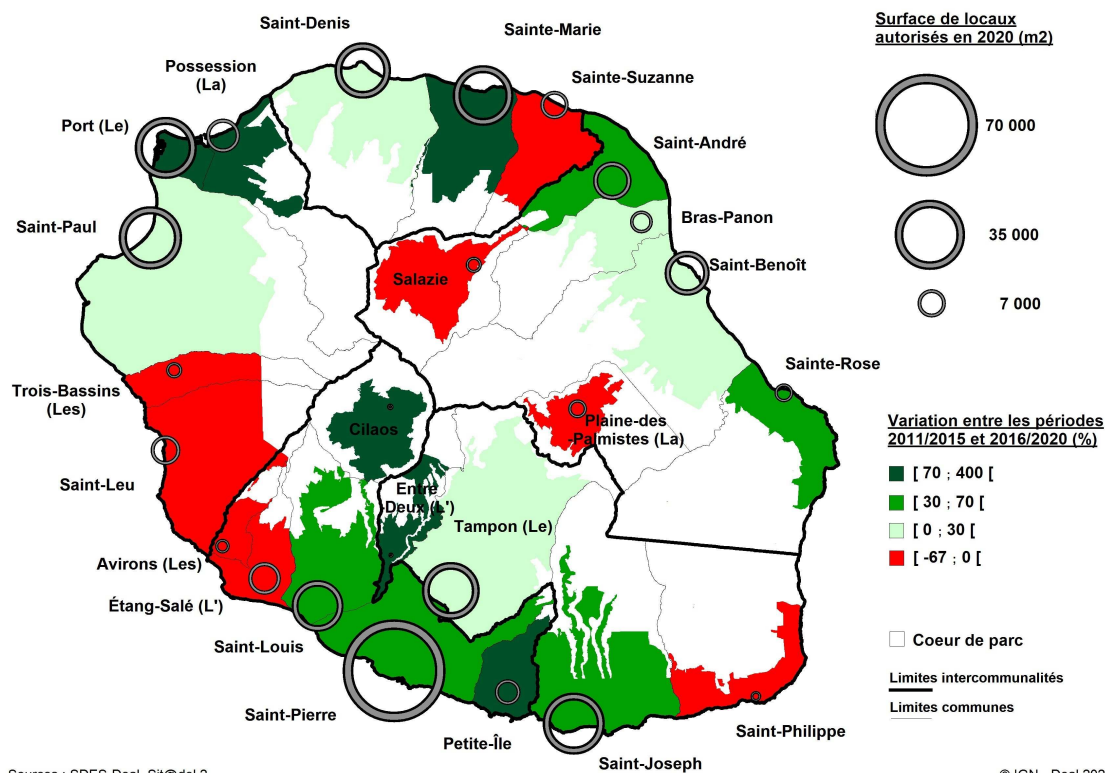 Saint-Denis
Sainte-Marie
Possession
(La)
Sainte-Suzanne
Port (Le)
Saint-André
Saint-Paul
Bras-Panon
Saint-Benoît
Salazie
Sainte-Rose
Trois-Bassins
(Les)
Plaine-des
-Palmistes (La)
Cilaos
Saint-Leu
Entre
-Deux (L')
Tampon (Le)
Avirons (Les)
Étang-Salé (L')
Saint-Louis
Saint-Pierre
Petite-Île
Saint-Joseph
Saint-Philippe
Surface de locaux
autorisés en 2020 (m2)
70 000
35 000
7 000
Variation entre les périodes
2011/2015 et 2016/2020 (%)
[ 70 ; 400 [
[ 30 ; 70 [
[ 0 ; 30 [
[ -67 ; 0 [
Coeur de parc
Limites intercommunalités
Limites communes